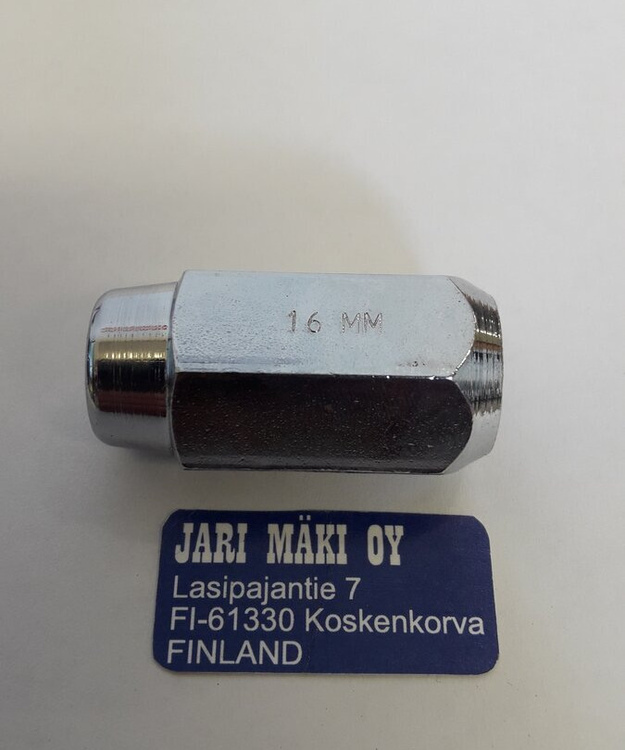 16 MM
JARI MÄKI OY
Lasipajantie 7
FI-61330 Koskenkorva
FINLAND